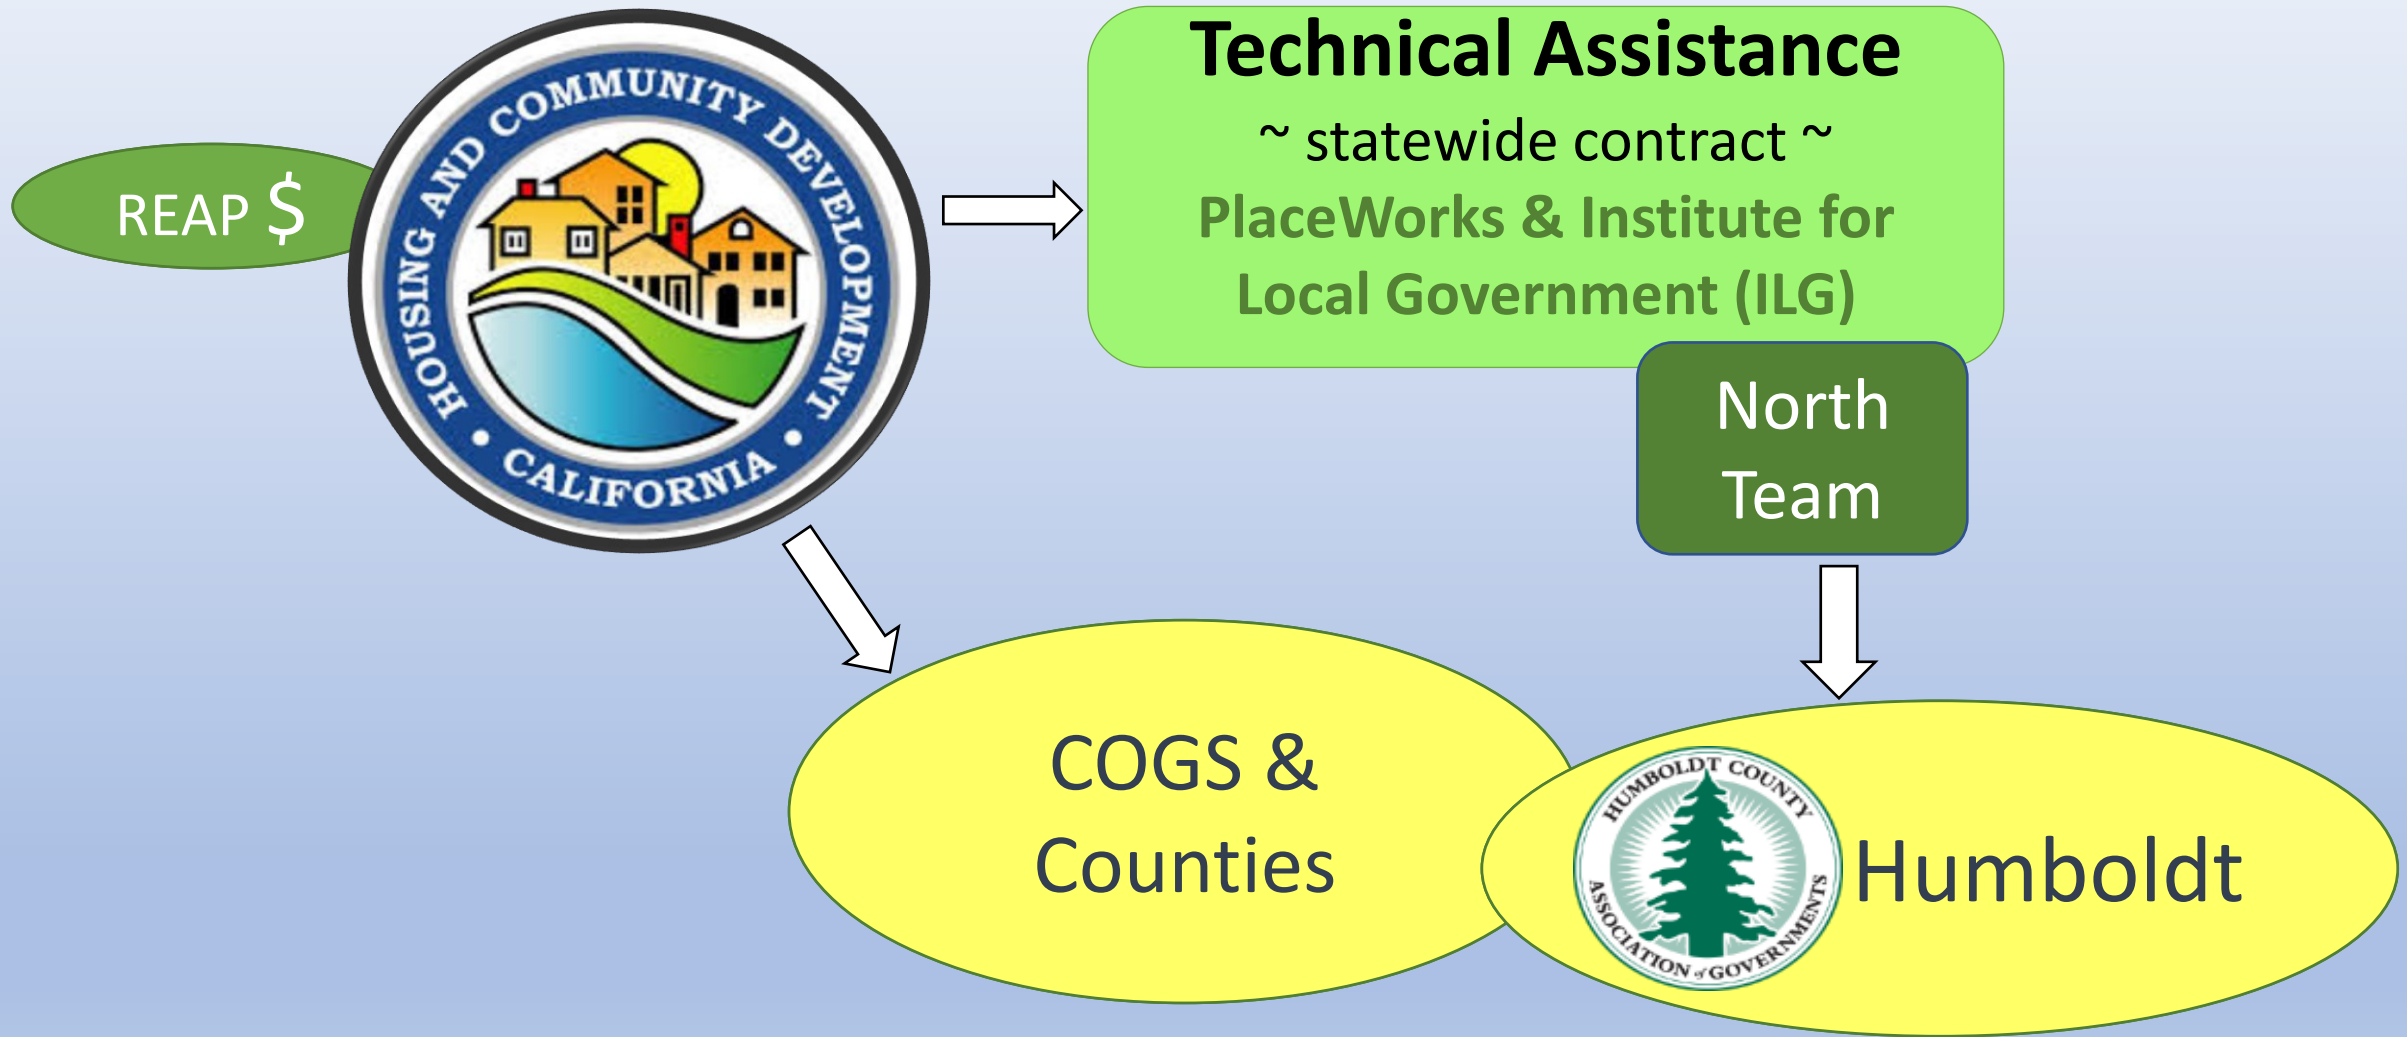 REAP $
HOUSING AND COMMUNITY DEVELOPMENT
• CALIFORNIA •
Technical Assistance
~ statewide contract ~
PlaceWorks & Institute for
Local Government (ILG)
North
Team
COGS &
Counties
HUMBOLDT COUNTY
ASSOCIATION of GOVERNMENTS
Humboldt